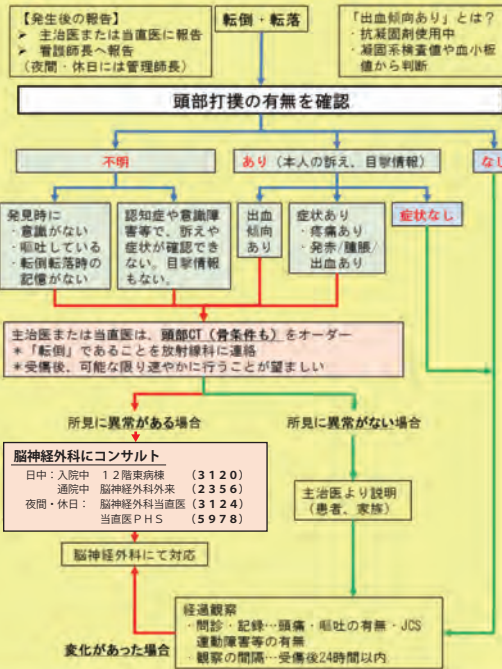 【発生後の報告】
➢ 主治医または当直医に報告
➢ 看護師長へ報告
(夜間・休日には管理師長)
転倒・転落
「出血傾向あり」とは?
・抗凝固剤使用中
・凝固系検査値や血小板
値から判断
頭部打撲の有無を確認
不明
あり(本人の訴え、目撃情報)
なし
発見時に
・意識がない
・嘔吐している
・転倒転落時の
記憶がない
認知症や意識障
害等で、訴えや
症状が確認でき
ない。目撃情報
もない。
出血
傾向
あり
症状あり
・疼痛あり
・発赤/腫脹/
出血あり
症状なし
主治医または当直医は、頭部CT(骨条件も)をオーダー
*「転倒」であることを放射線科に連絡
*受傷後、可能な限り速やかに行うことが望ましい
所見に異常がある場合
所見に異常がない場合
脳神経外科にコンサルト
日中:入院中 12階東病棟 (3120)
通院中 脳神経外科外来 (2356)
夜間・休日: 脳神経外科当直医 (3124)
当直医PHS (5978)
主治医より説明
(患者、家族)
脳神経外科にて対応
経過観察
・問診・記録…頭痛・嘔吐の有無・JCS
運動障害等の有無
・観察の間隔…受傷後24時間以内
変化があった場合